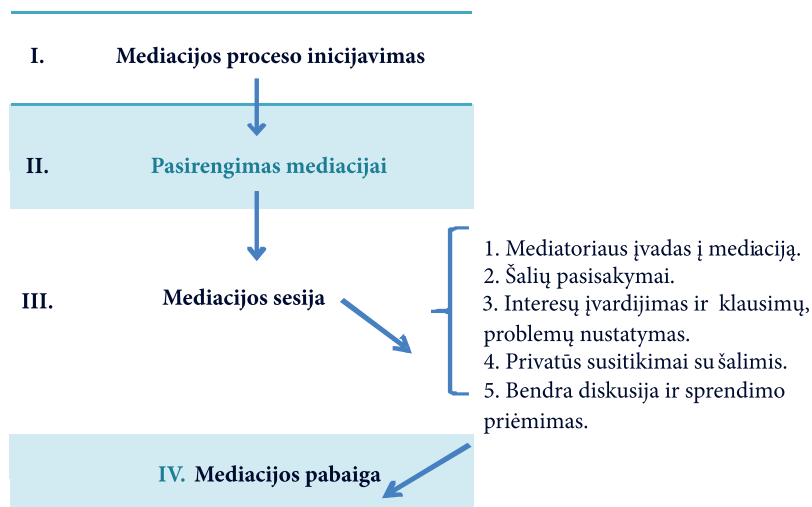 I. Mediacijos proceso inicijavimas
II. Pasirengimas mediacijai
III. Mediacijos sesija
1. Mediatoriaus įvadas į mediaciją.
2. Šalių pasisakymai.
3. Interesų įvardijimas ir klausimų,
problemų nustatymas.
4. Privatūs susitikimai su šalimis.
5. Bendra diskusija ir sprendimo
priėmimas.
IV. Mediacijos pabaiga